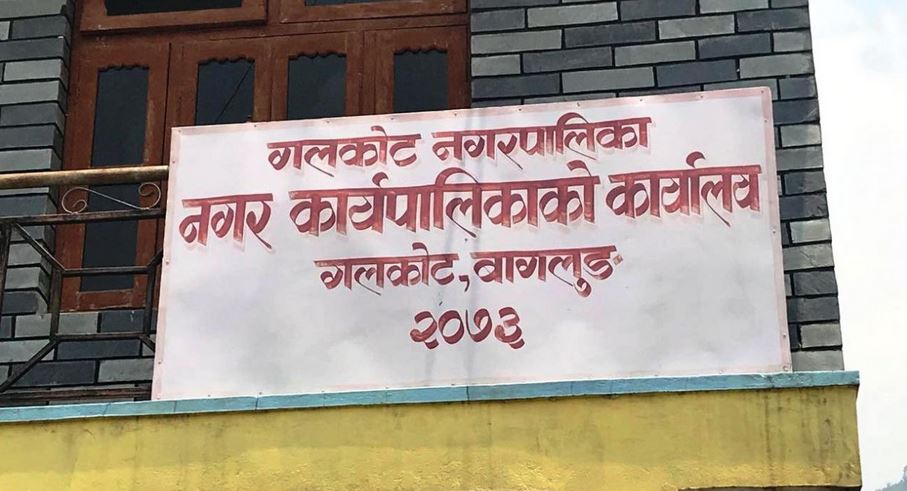 गलकोट नगरपालिका
नगर कार्यपालिकाको कार्यालय
गलकोट, बागलुङ
२०७३